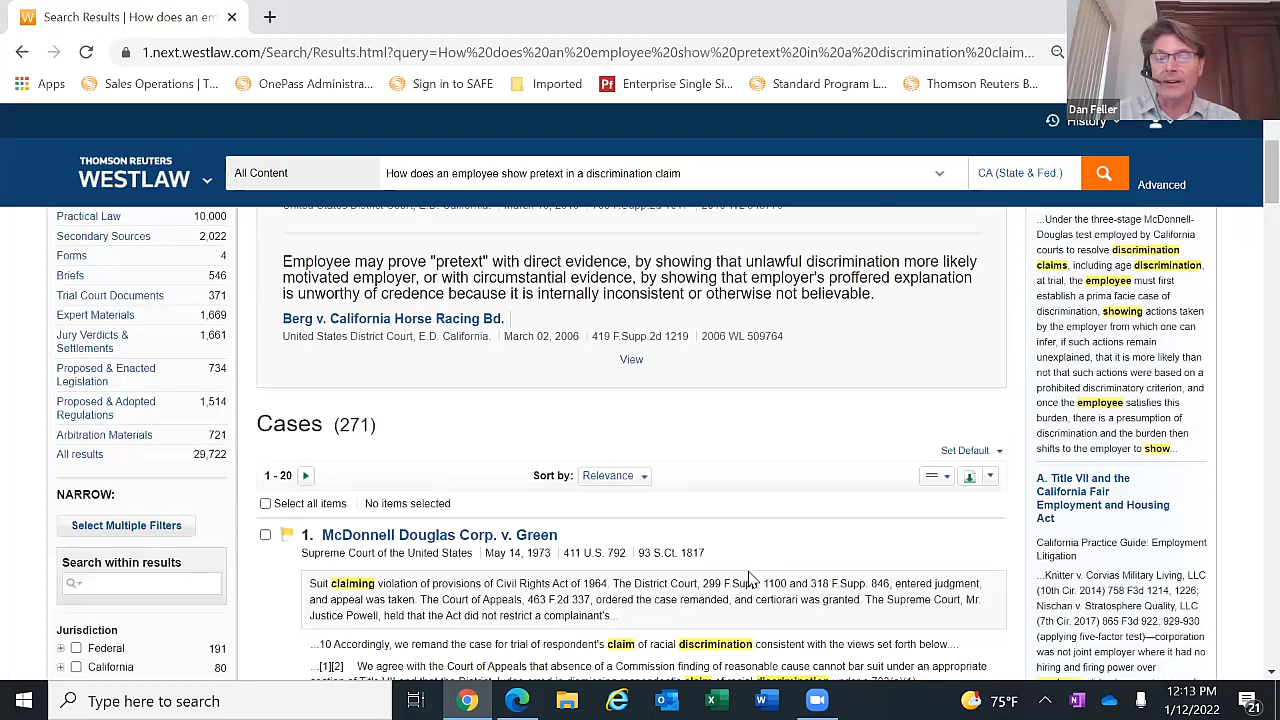 Search Results | How does an em
1.next.westlaw.com/Search/Results.html?query=How%20does%20an%20employee%20show%20pretext%20in%20a%20discrimination%20claim...
Apps
Sales Operations | T...
OnePass Administra...
Sign in to CRE
Imported
Enterprise Single Si...
Standard Program L...
Thomson Reuters B...
Dan Feller
History
THOMSON REUTERS
WESTLAW
All Content
How does an employee show pretext in a discrimination claim
CA (State & Fed.)
Advanced
Practical Law 10,000
Secondary Sources 2,022
Forms 4
Briefs 546
Trial Court Documents 371
Expert Materials 1,669
Jury Verdicts & 1,661
Settlements
Proposed & Enacted 734
Legislation
Proposed & Adopted 1,514
Regulations
Arbitration Materials 721
All results 29,722
NARROW:
Select Multiple Filters
Search within results
Jurisdiction
Federal 191
California 80
Employee may prove "pretext" with direct evidence, by showing that unlawful discrimination more likely
motivated employer, or with circumstantial evidence, by showing that employer's proffered explanation
is unworthy of credence because it is internally inconsistent or otherwise not believable.
Berg v. California Horse Racing Bd.
United States District Court, E.D. California. March 02, 2006 419 F.Supp.2d 1219 2006 WL 509764
View
Cases (271)
Set Default
1 - 20
Sort by: Relevance
Select all items No items selected
1. McDonnell Douglas Corp. v. Green
Supreme Court of the United States May 14, 1973 411 U.S. 792 93 S.Ct. 1817
Suit claiming violation of provisions of Civil Rights Act of 1964. The District Court, 299 F.Supp. 1100 and 318 F.Supp. 846, entered judgment,
and appeal was taken. The Court of Appeals, 463 F.2d 337, ordered the case remanded, and certiorari was granted. The Supreme Court, Mr.
Justice Powell, held that the Act did not restrict a complainant's...
...10 Accordingly, we remand the case for trial of respondent's claim of racial discrimination consistent with the views set forth below....
...[1][2] We agree with the Court of Appeals that absence of a Commission finding of reasonable cause cannot bar suit under an appropriate
...Under the three-stage McDonnell-
Douglas test employed by California
courts to resolve discrimination
claims, including age discrimination,
at trial, the employee must first
establish a prima facie case of
discrimination, showing actions taken
by the employer from which one can
infer, if such actions remain
unexplained, that it is more likely than
not that such actions were based on a
prohibited discriminatory criterion, and
once the employee satisfies this
burden, there is a presumption of
discrimination and the burden then
shifts to the employer to show...
A. Title VII and the
California Fair
Employment and Housing
Act
California Practice Guide: Employment
Litigation
...Knitter v. Corvias Military Living, LLC
(10th Cir. 2014) 758 F3d 1214, 1226;
Nischan v. Stratosphere Quality, LLC
(7th Cir. 2017) 865 F3d 922, 929-930
(applying five-factor test)—corporation
was not joint employer where it had no
hiring and firing power over
Type here to search
75°F
12:13 PM
1/12/2022
21